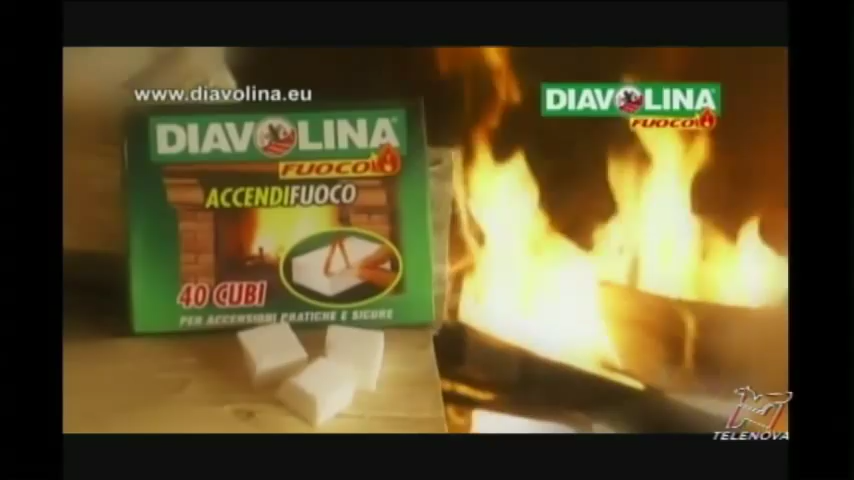 www.diavolina.eu
DIAVOLINA
FUOCO
ACCENDIFUOCO
40 CUBI
PER ACCENSIONI PRATICHE E SICURE
DIAVOLINA
FUOCO
TELENOVA